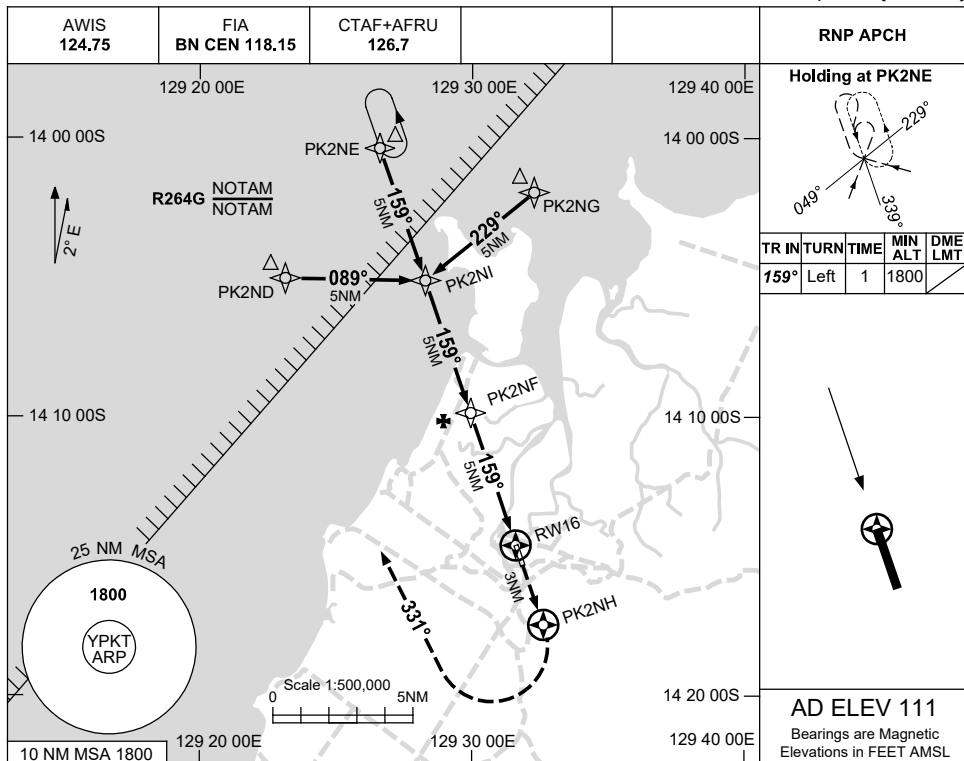 AWIS
124.75
FIA
BN CEN 118.15
CTAF+AFRU
126.7
RNP APCH
129 20 00E
129 30 00E
129 40 00E
14 00 00S
14 00 00S
PK2NE
R264G NOTAM
NOTAM
2° E
159°
5NM
229°
5NM
PK2NG
PK2ND
089°
5NM
PK2NI
159°
5NM
14 10 00S
14 10 00S
PK2NF
159°
5NM
RW16
3NM
PK2NH
331°
25 NM MSA
1800
YPKT
ARP
Scale 1:500,000
0
5NM
14 20 00S
10 NM MSA 1800
129 20 00E
129 30 00E
129 40 00E
Holding at PK2NE
229°
049°
339°
TR IN TURN TIME MIN ALT DME LMT
159° Left 1 1800
AD ELEV 111
Bearings are Magnetic
Elevations in FEET AMSL